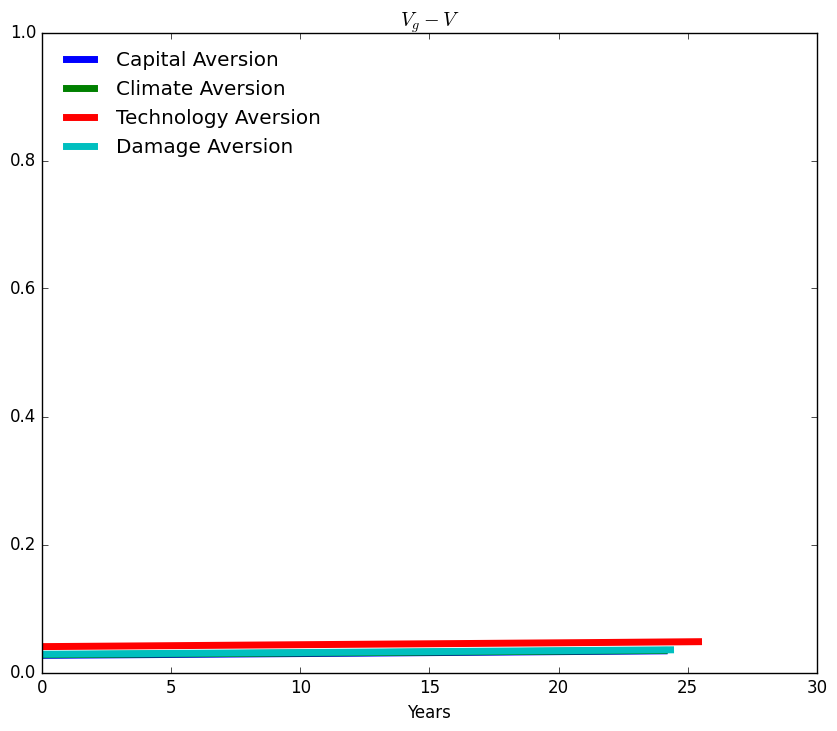 V_g − V
1.0
Capital Aversion
Climate Aversion
Technology Aversion
Damage Aversion
0.8
0.6
0.4
0.2
0.0
0 5 10 15 20 25 30
Years